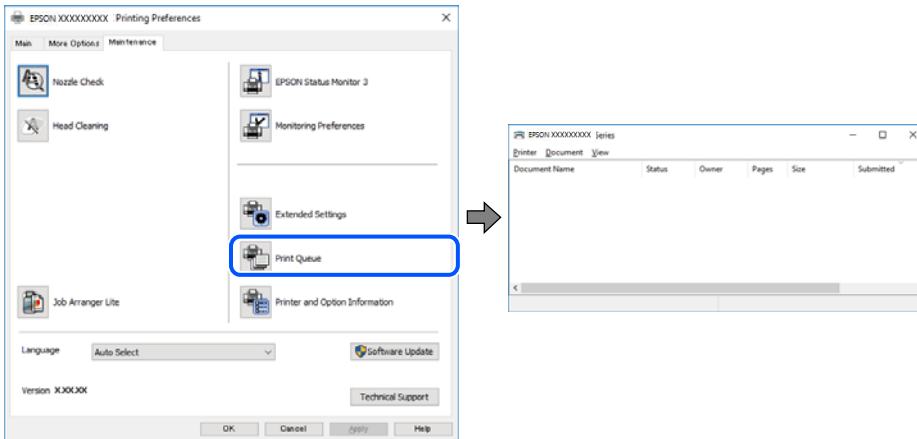 EPSON XXXXXXXXX Printing Preferences
Main More Options Maintenance
Nozzle Check
EPSON Status Monitor 3
Head Cleaning
Monitoring Preferences
Extended Settings
Print Queue
Job Arranger Lite
Printer and Option Information
Language Auto Select
Software Update
Version X.XX.XX
Technical Support
OK Cancel Apply Help
EPSON XXXXXXXXX Series
Printer Document View
Document Name Status Owner Pages Size Submitted